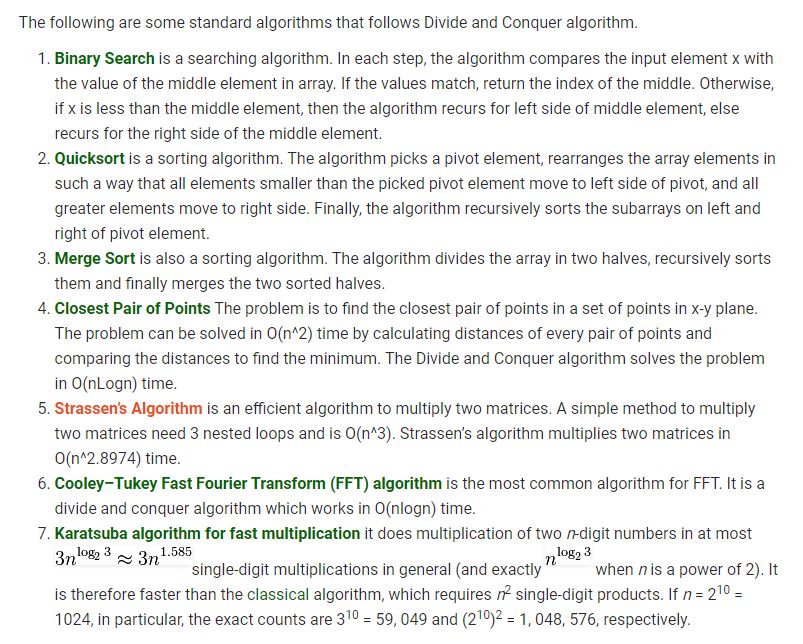 The following are some standard algorithms that follows Divide and Conquer algorithm.
1. Binary Search is a searching algorithm. In each step, the algorithm compares the input element x with
the value of the middle element in array. If the values match, return the index of the middle. Otherwise,
if x is less than the middle element, then the algorithm recurs for left side of middle element, else
recurs for the right side of the middle element.
2. Quicksort is a sorting algorithm. The algorithm picks a pivot element, rearranges the array elements in
such a way that all elements smaller than the picked pivot element move to left side of pivot, and all
greater elements move to right side. Finally, the algorithm recursively sorts the subarrays on left and
right of pivot element.
3. Merge Sort is also a sorting algorithm. The algorithm divides the array in two halves, recursively sorts
them and finally merges the two sorted halves.
4. Closest Pair of Points The problem is to find the closest pair of points in a set of points in x-y plane.
The problem can be solved in O(n^2) time by calculating distances of every pair of points and
comparing the distances to find the minimum. The Divide and Conquer algorithm solves the problem
in O(nLogn) time.
5. Strassen's Algorithm is an efficient algorithm to multiply two matrices. A simple method to multiply
two matrices need 3 nested loops and is O(n^3). Strassen's algorithm multiplies two matrices in
O(n^2.8974) time.
6. Cooley–Tukey Fast Fourier Transform (FFT) algorithm is the most common algorithm for FFT. It is a
divide and conquer algorithm which works in O(nlogn) time.
7. Karatsuba algorithm for fast multiplication it does multiplication of two n-digit numbers in at most
3n^{log₂ 3} ≈ 3n^{1.585} single-digit multiplications in general (and exactly n^{log₂ 3} when n is a power of 2). It
is therefore faster than the classical algorithm, which requires n² single-digit products. If n = 2¹⁰ =
1024, in particular, the exact counts are 3¹⁰ = 59, 049 and (2¹⁰)² = 1, 048, 576, respectively.